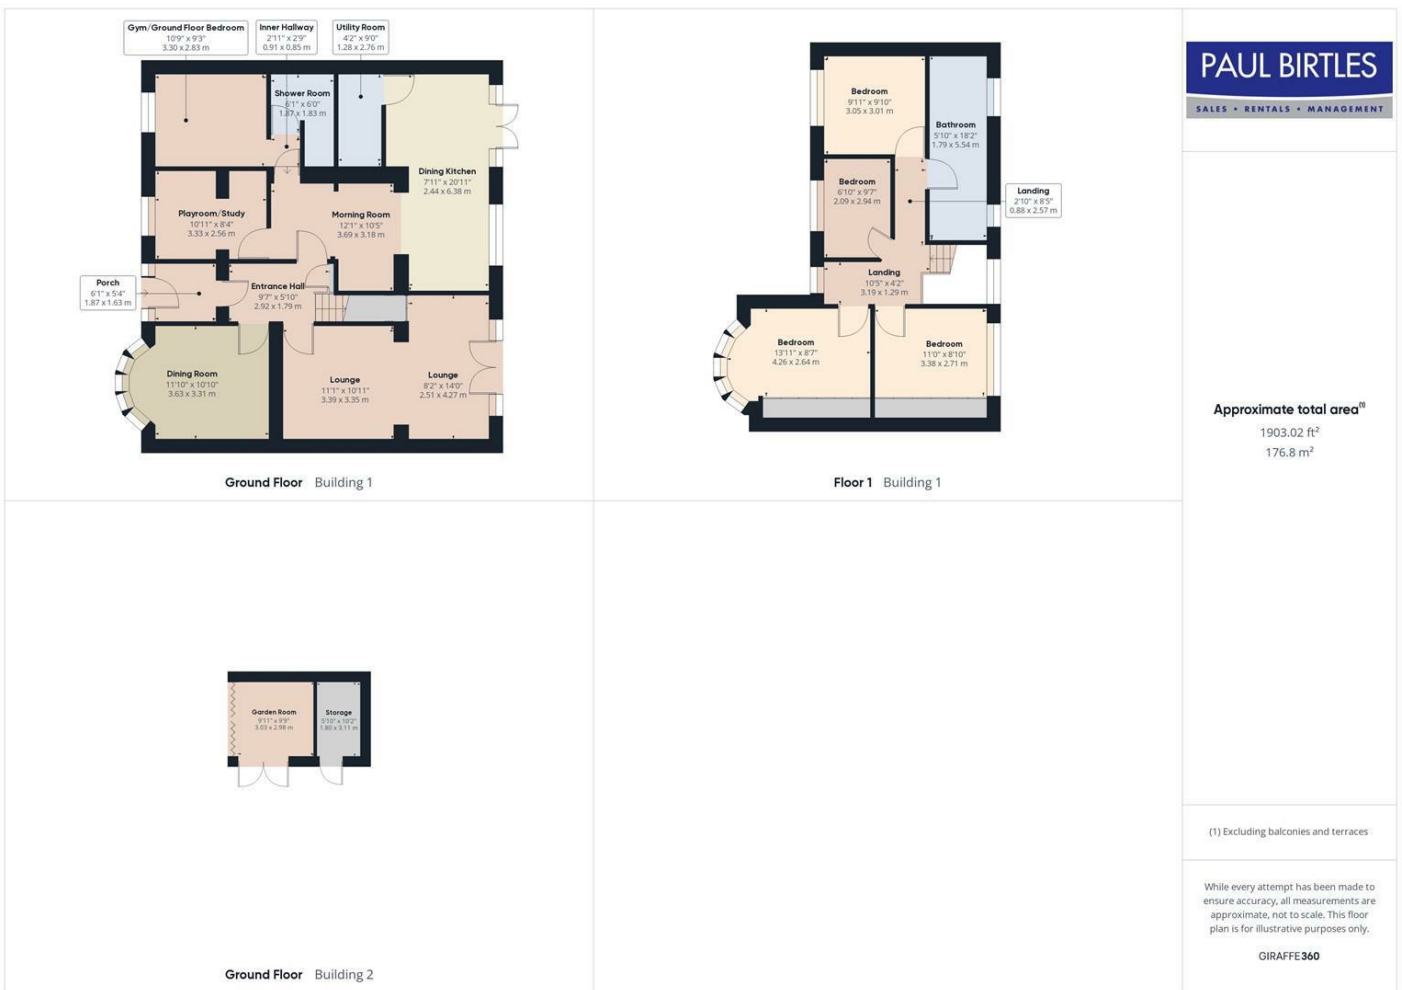 Gym/Ground Floor Bedroom
10'9" x 9'3"
3.30 x 2.83 m
Inner Hallway
2'11" x 2'9"
0.91 x 0.85 m
Utility Room
4'2" x 9'0"
1.28 x 2.76 m
Shower Room
6'1" x 6'0"
1.87 x 1.83 m
Dining Kitchen
7'11" x 20'11"
2.44 x 6.38 m
Playroom/Study
10'11" x 8'4"
3.33 x 2.56 m
Morning Room
12'1" x 10'5"
3.69 x 3.18 m
Porch
6'1" x 5'4"
1.87 x 1.63 m
Entrance Hall
9'7" x 5'10"
2.92 x 1.79 m
Dining Room
11'10" x 10'10"
3.63 x 3.31 m
Lounge
11'1" x 10'11"
3.39 x 3.35 m
Lounge
8'2" x 14'0"
2.51 x 4.27 m
Ground Floor Building 1
Bedroom
9'11" x 9'10"
3.05 x 3.01 m
Bathroom
5'10" x 18'2"
1.79 x 5.54 m
Bedroom
6'10" x 9'7"
2.09 x 2.94 m
Landing
2'10" x 8'5"
0.88 x 2.57 m
Landing
10'5" x 4'2"
3.19 x 1.29 m
Bedroom
13'11" x 8'7"
4.26 x 2.64 m
Bedroom
11'0" x 8'10"
3.38 x 2.71 m
Floor 1 Building 1
Garden Room
9'11" x 9'9"
3.03 x 2.98 m
Storage
5'10" x 10'2"
1.80 x 3.11 m
Ground Floor Building 2
PAUL BIRTLES
SALES • RENTALS • MANAGEMENT
Approximate total area⁽¹⁾
1903.02 ft²
176.8 m²
(1) Excluding balconies and terraces
While every attempt has been made to
ensure accuracy, all measurements are
approximate, not to scale. This floor
plan is for illustrative purposes only.
GIRAFFE360